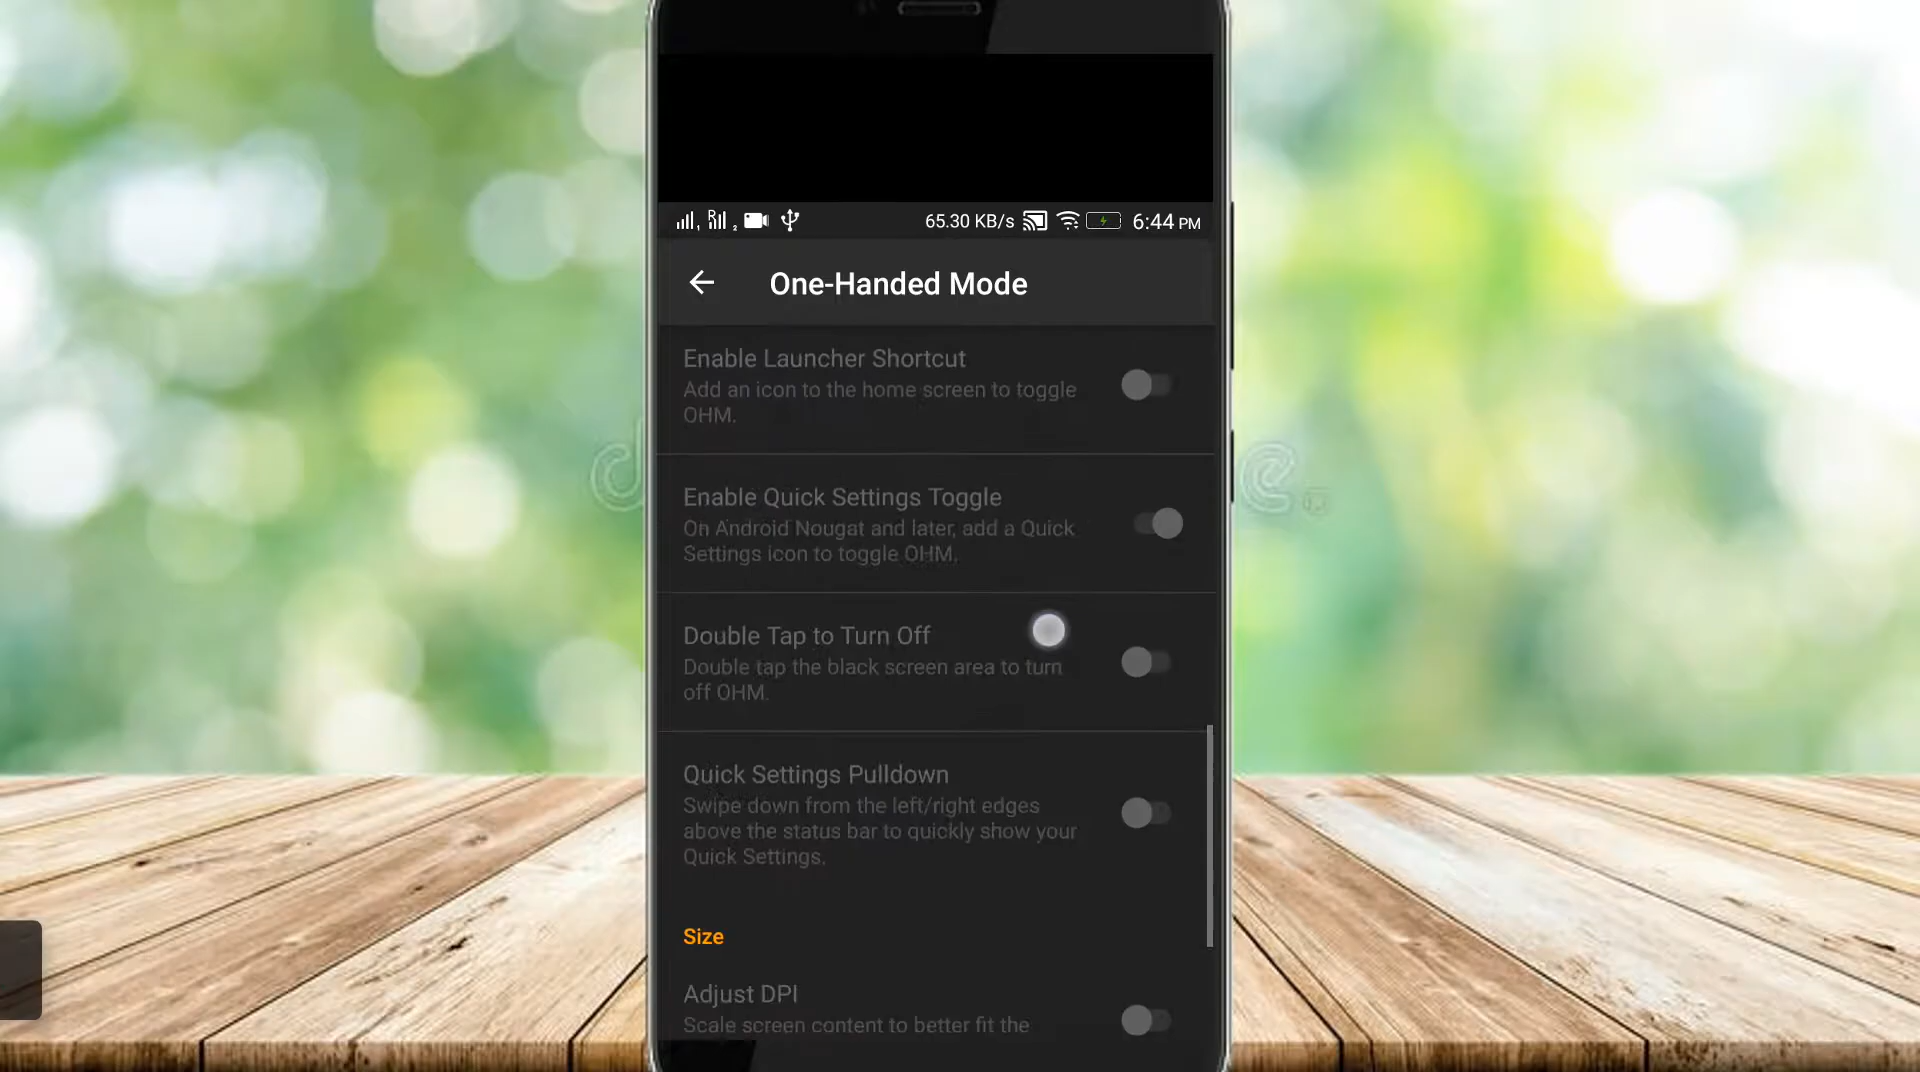 65.30 KB/s 6:44 PM
One-Handed Mode
Enable Launcher Shortcut
Add an icon to the home screen to toggle
OHM.
Enable Quick Settings Toggle
On Android Nougat and later, add a Quick
Settings icon to toggle OHM.
Double Tap to Turn Off
Double tap the black screen area to turn
off OHM.
Quick Settings Pulldown
Swipe down from the left/right edges
above the status bar to quickly show your
Quick Settings.
Size
Adjust DPI
Scale screen content to better fit the